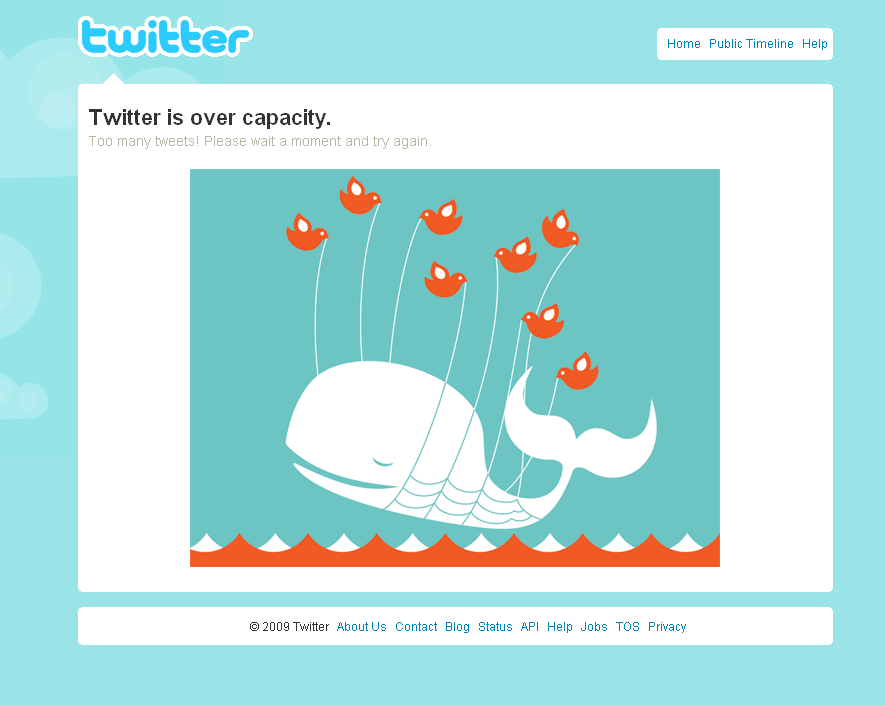 twitter
Home Public Timeline Help
Twitter is over capacity.
Too many tweets! Please wait a moment and try again.
© 2009 Twitter About Us Contact Blog Status API Help Jobs TOS Privacy